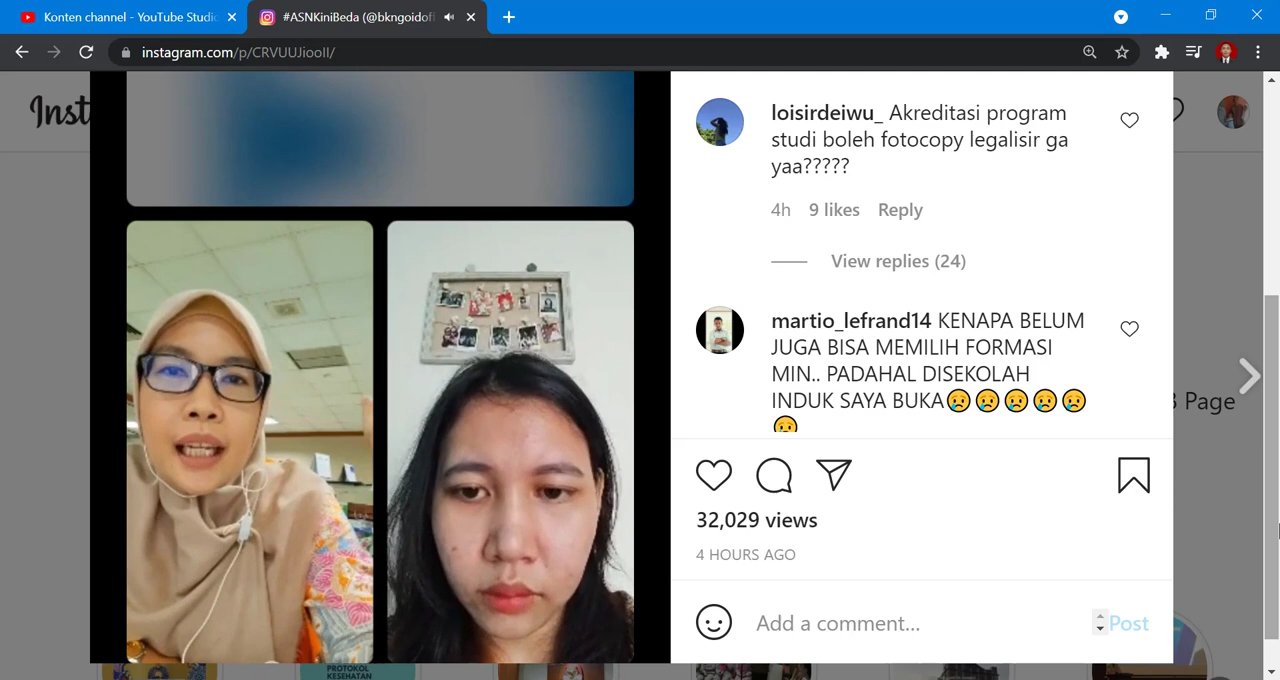 Konten channel - YouTube Studio
#ASNKiniBeda (@bkngoidofi
instagram.com/p/CRVUUJiooII/
Inst
loisirdeiwu_ Akreditasi program
studi boleh fotocopy legalisir ga
yaa?????
4h 9 likes Reply
View replies (24)
martio_lefrand14 KENAPA BELUM
JUGA BISA MEMILIH FORMASI
MIN.. PADAHAL DISEKOLAH
INDUK SAYA BUKA😥😥😢😢😥
😥
Page
32,029 views
4 HOURS AGO
Add a comment...
Post
PROTOKOL
KESEHATAN